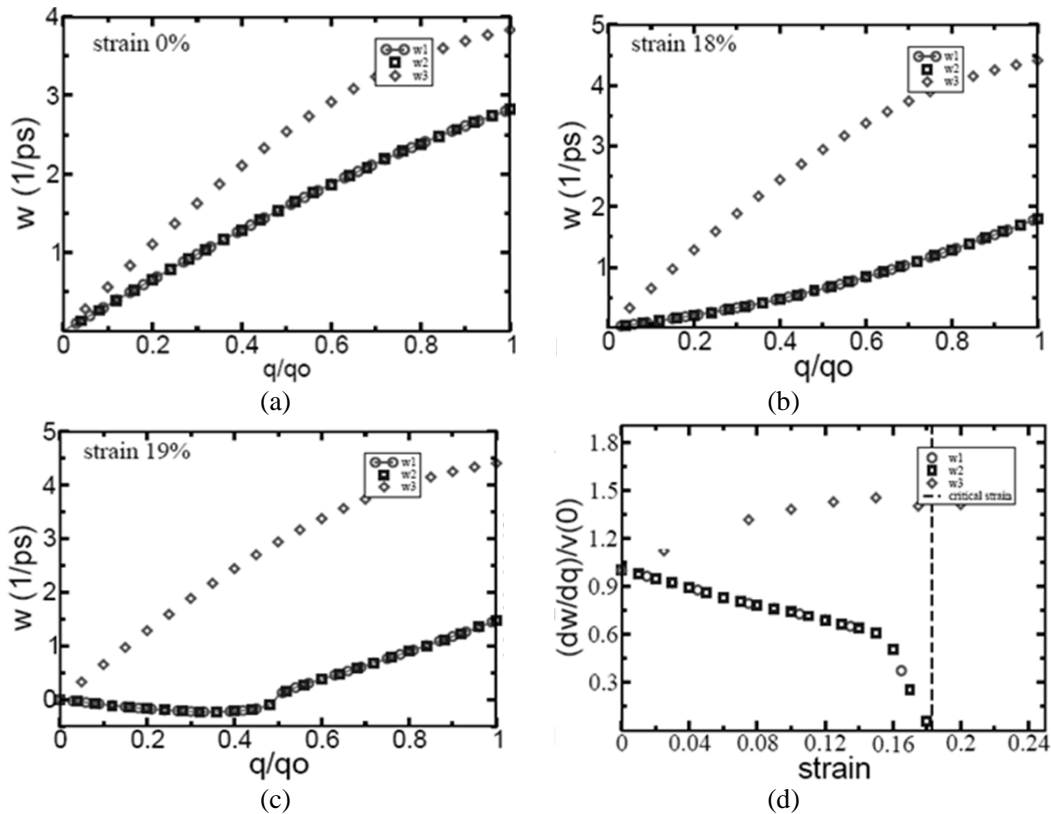 strain 0%
w1
w2
w3
4
3
2
1
w (1/ps)
0
0.2
0.4
0.6
0.8
1
q/qo
(a)
strain 18%
w1
w2
w3
5
4
3
2
1
w (1/ps)
0
0.2
0.4
0.6
0.8
1
q/qo
(b)
strain 19%
w1
w2
w3
5
4
3
2
1
0
w (1/ps)
0
0.2
0.4
0.6
0.8
1
q/qo
(c)
w1
w2
w3
critical strain
1.8
1.5
1.2
0.9
0.6
0.3
(dw/dq)/v(0)
0
0.04
0.08
0.12
0.16
0.2
0.24
strain
(d)